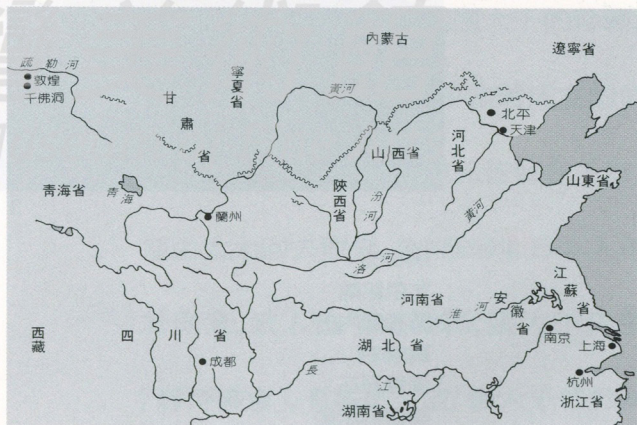 內蒙古
遼寧省
疏勒河
敦煌
千佛洞
甘肅省
寧夏省
黃河
北平
天津
河北省
山西省
汾河
陝西省
山東省
黃河
青海省
青海
蘭州
洛河
河南省
淮河
安徽省
江蘇省
西藏
四川省
成都
湖北省
南京
上海
杭州
浙江省
長江
湖南省